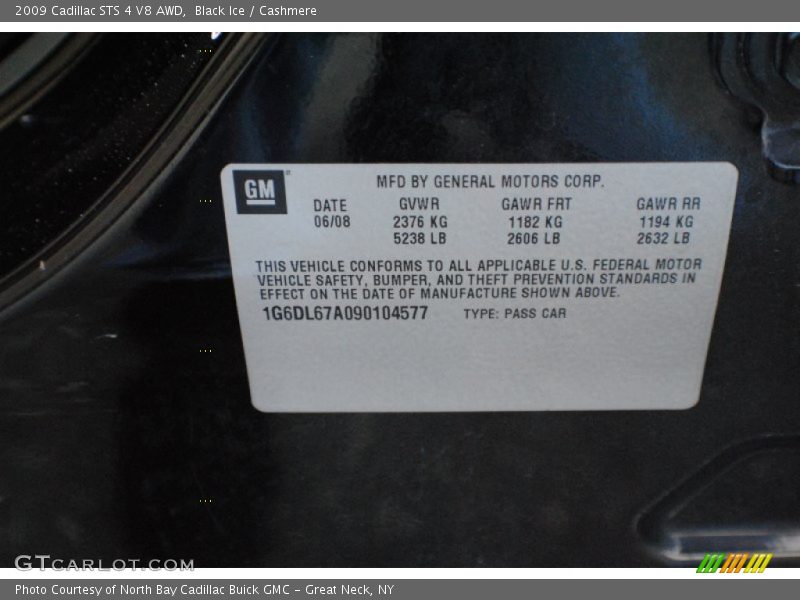 2009 Cadillac STS 4 V8 AWD, Black Ice / Cashmere
GM
MFD BY GENERAL MOTORS CORP.
DATE GVWR GAWR FRT GAWR RR
06/08 2376 KG 1182 KG 1194 KG
5238 LB 2606 LB 2632 LB
THIS VEHICLE CONFORMS TO ALL APPLICABLE U.S. FEDERAL MOTOR
VEHICLE SAFETY, BUMPER, AND THEFT PREVENTION STANDARDS IN
EFFECT ON THE DATE OF MANUFACTURE SHOWN ABOVE.
1G6DL67A090104577 TYPE: PASS CAR
GTCARLOT.COM
Photo Courtesy of North Bay Cadillac Buick GMC - Great Neck, NY